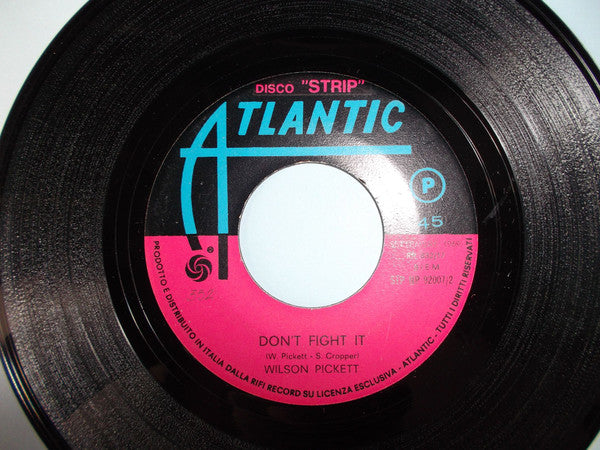 DISCO "STRIP"
ATLANTIC
P
45
®
DON'T FIGHT IT
(W. Pickett - S. Cropper)
WILSON PICKETT
PRODOTTO E DISTRIBUITO IN ITALIA DALLA RIFI RECORD SU LICENZA ESCLUSIVA - ATLANTIC - TUTTI I DIRITTI RISERVATI